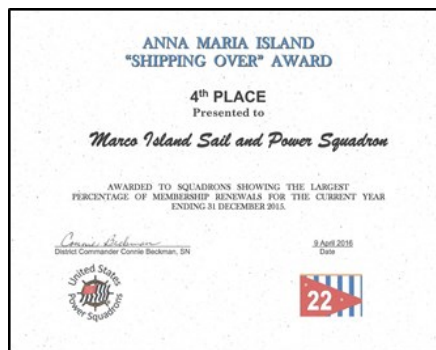 ANNA MARIA ISLAND
"SHIPPING OVER" AWARD
4th PLACE
Presented to
Marco Island Sail and Power Squadron
AWARDED TO SQUADRONS SHOWING THE LARGEST
PERCENTAGE OF MEMBERSHIP RENEWALS FOR THE CURRENT YEAR
ENDING 31 DECEMBER 2015.
Connie Beckman
9 April 2016
District Commander Connie Beckman, SN
Date
United States
Power Squadrons
22